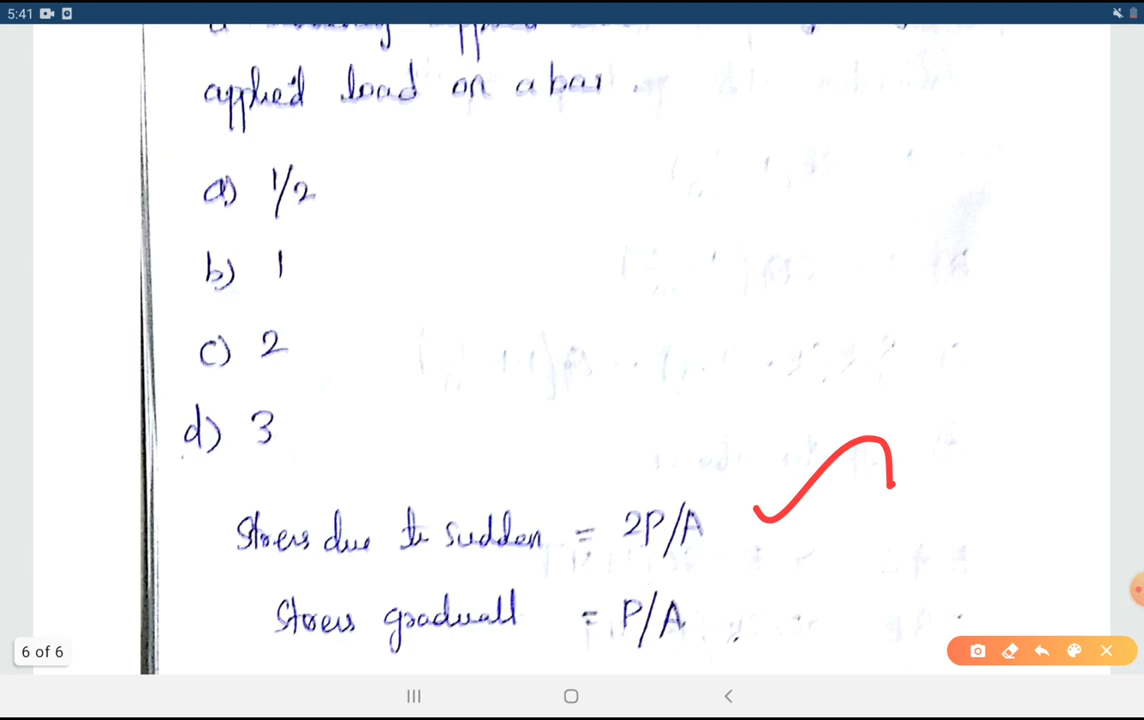 5:41
applied load on a bar.
a) 1/2
b) 1
c) 2
d) 3
Stress due to sudden = 2P/A
Stress graduall = P/A
6 of 6